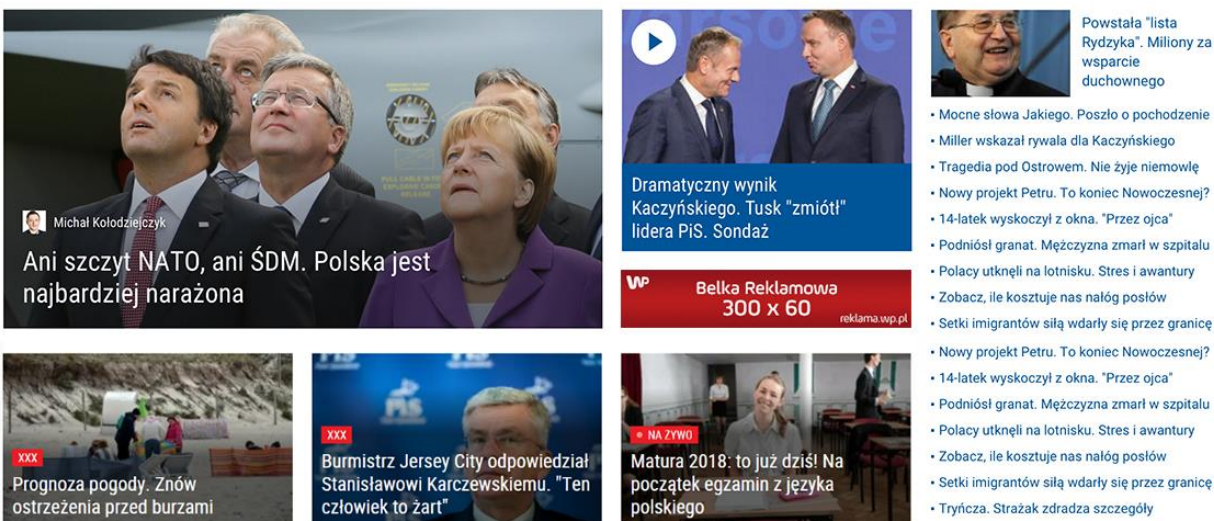 Michał Kołodziejczyk
Ani szczyt NATO, ani ŚDM. Polska jest
najbardziej narażona
Dramatyczny wynik
Kaczyńskiego. Tusk "zmiótł"
lidera PiS. Sondaż
WP
Belka Reklamowa
300 x 60
reklama.wp.pl
XXX
Prognoza pogody. Znów
ostrzeżenia przed burzami
PiS
XXX
Burmistrz Jersey City odpowiedział
Stanisławowi Karczewskiemu. "Ten
człowiek to żart"
NA ŻYWO
Matura 2018: to już dziś! Na
początek egzamin z języka
polskiego
Powstała "lista
Rydzyka". Miliony za
wsparcie
duchownego
• Mocne słowa Jakiego. Poszło o pochodzenie
• Miller wskazał rywala dla Kaczyńskiego
• Tragedia pod Ostrowem. Nie żyje niemowlę
• Nowy projekt Petru. To koniec Nowoczesnej?
• 14-latek wyskoczył z okna. "Przez ojca"
• Podniósł granat. Mężczyzna zmarł w szpitalu
• Polacy utknęli na lotnisku. Stres i awantury
• Zobacz, ile kosztuje nas nałóg posłów
• Setki imigrantów siłą wdarły się przez granicę
• Nowy projekt Petru. To koniec Nowoczesnej?
• 14-latek wyskoczył z okna. "Przez ojca"
• Podniósł granat. Mężczyzna zmarł w szpitalu
• Polacy utknęli na lotnisku. Stres i awantury
• Zobacz, ile kosztuje nas nałóg posłów
• Setki imigrantów siłą wdarły się przez granicę
• Tryńcza. Strażak zdradza szczegóły